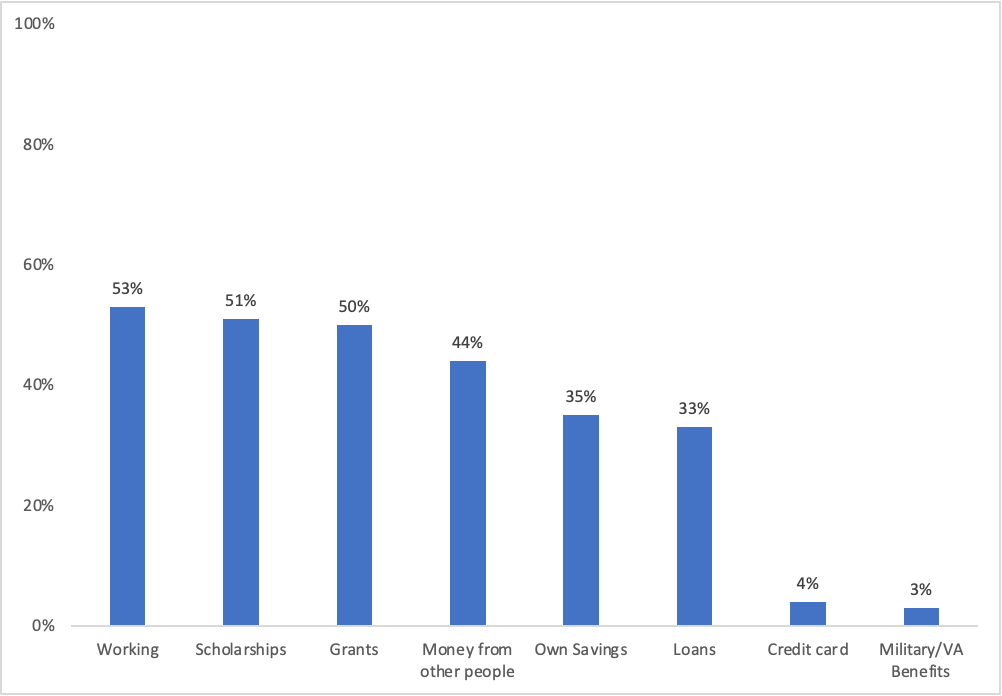 100%
80%
60%
40%
20%
0%
53%
51%
50%
44%
35%
33%
4%
3%
Working
Scholarships
Grants
Money from
other people
Own Savings
Loans
Credit card
Military/VA
Benefits